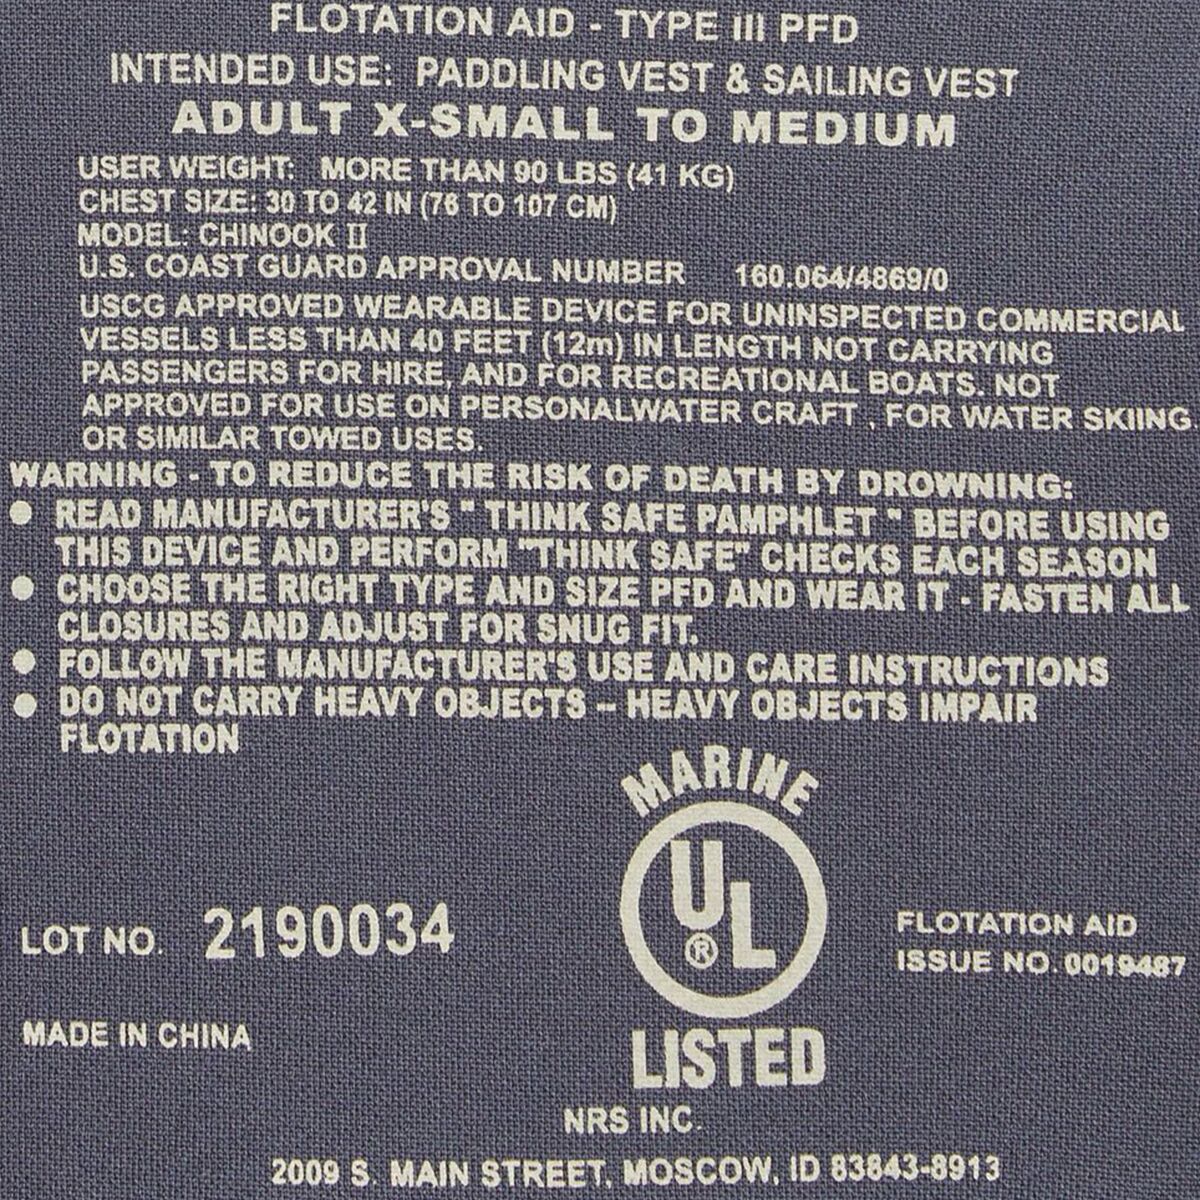 FLOTATION AID - TYPE III PFD
INTENDED USE: PADDLING VEST & SAILING VEST
ADULT X-SMALL TO MEDIUM
USER WEIGHT: MORE THAN 90 LBS (41 KG)
CHEST SIZE: 30 TO 42 IN (76 TO 107 CM)
MODEL: CHINOOK II
U.S. COAST GUARD APPROVAL NUMBER 160.064/4869/0
USCG APPROVED WEARABLE DEVICE FOR UNINSPECTED COMMERCIAL
VESSELS LESS THAN 40 FEET (12m) IN LENGTH NOT CARRYING
PASSENGERS FOR HIRE, AND FOR RECREATIONAL BOATS. NOT
APPROVED FOR USE ON PERSONALWATER CRAFT , FOR WATER SKIING
OR SIMILAR TOWED USES.
WARNING - TO REDUCE THE RISK OF DEATH BY DROWNING:
● READ MANUFACTURER'S " THINK SAFE PAMPHLET " BEFORE USING
THIS DEVICE AND PERFORM "THINK SAFE" CHECKS EACH SEASON
● CHOOSE THE RIGHT TYPE AND SIZE PFD AND WEAR IT - FASTEN ALL
CLOSURES AND ADJUST FOR SNUG FIT.
● FOLLOW THE MANUFACTURER'S USE AND CARE INSTRUCTIONS
● DO NOT CARRY HEAVY OBJECTS – HEAVY OBJECTS IMPAIR
FLOTATION
MARINE
UL ®
LISTED
LOT NO. 2190034
FLOTATION AID
ISSUE NO. 0019487
MADE IN CHINA
NRS INC.
2009 S. MAIN STREET, MOSCOW, ID 83843-8913